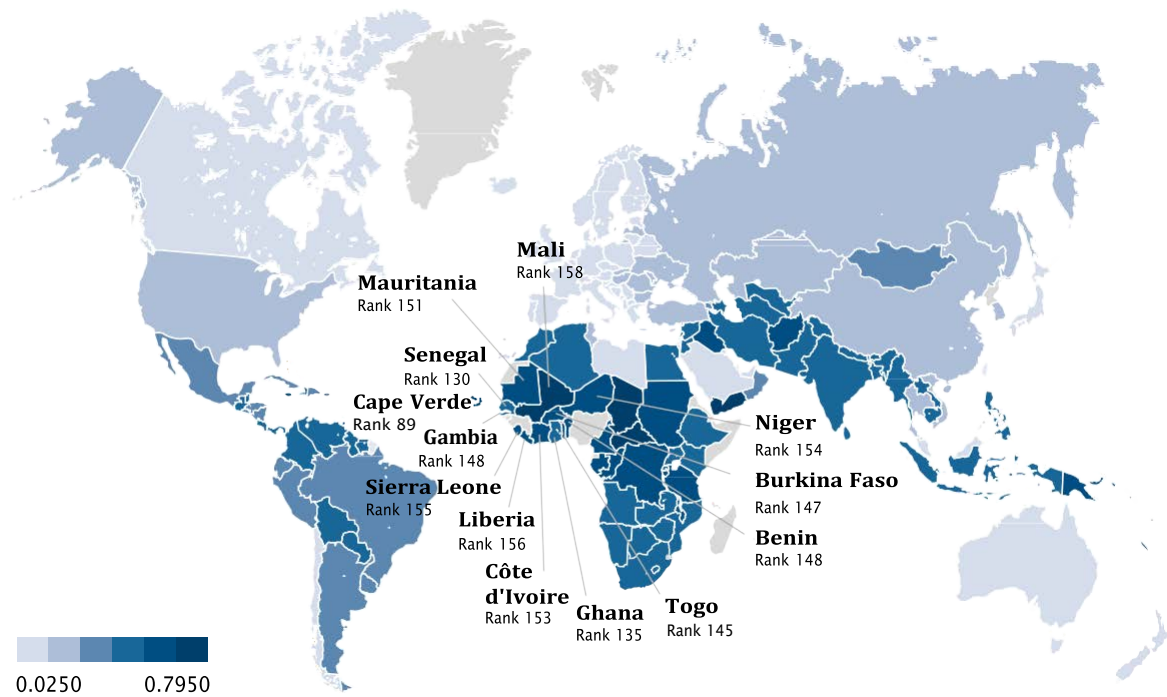 Mali
Rank 158
Mauritania
Rank 151
Senegal
Rank 130
Cape Verde
Rank 89
Gambia
Rank 148
Sierra Leone
Rank 155
Liberia
Rank 156
Côte
d'Ivoire
Rank 153
Ghana
Rank 135
Togo
Rank 145
Niger
Rank 154
Burkina Faso
Rank 147
Benin
Rank 148
0.0250
0.7950